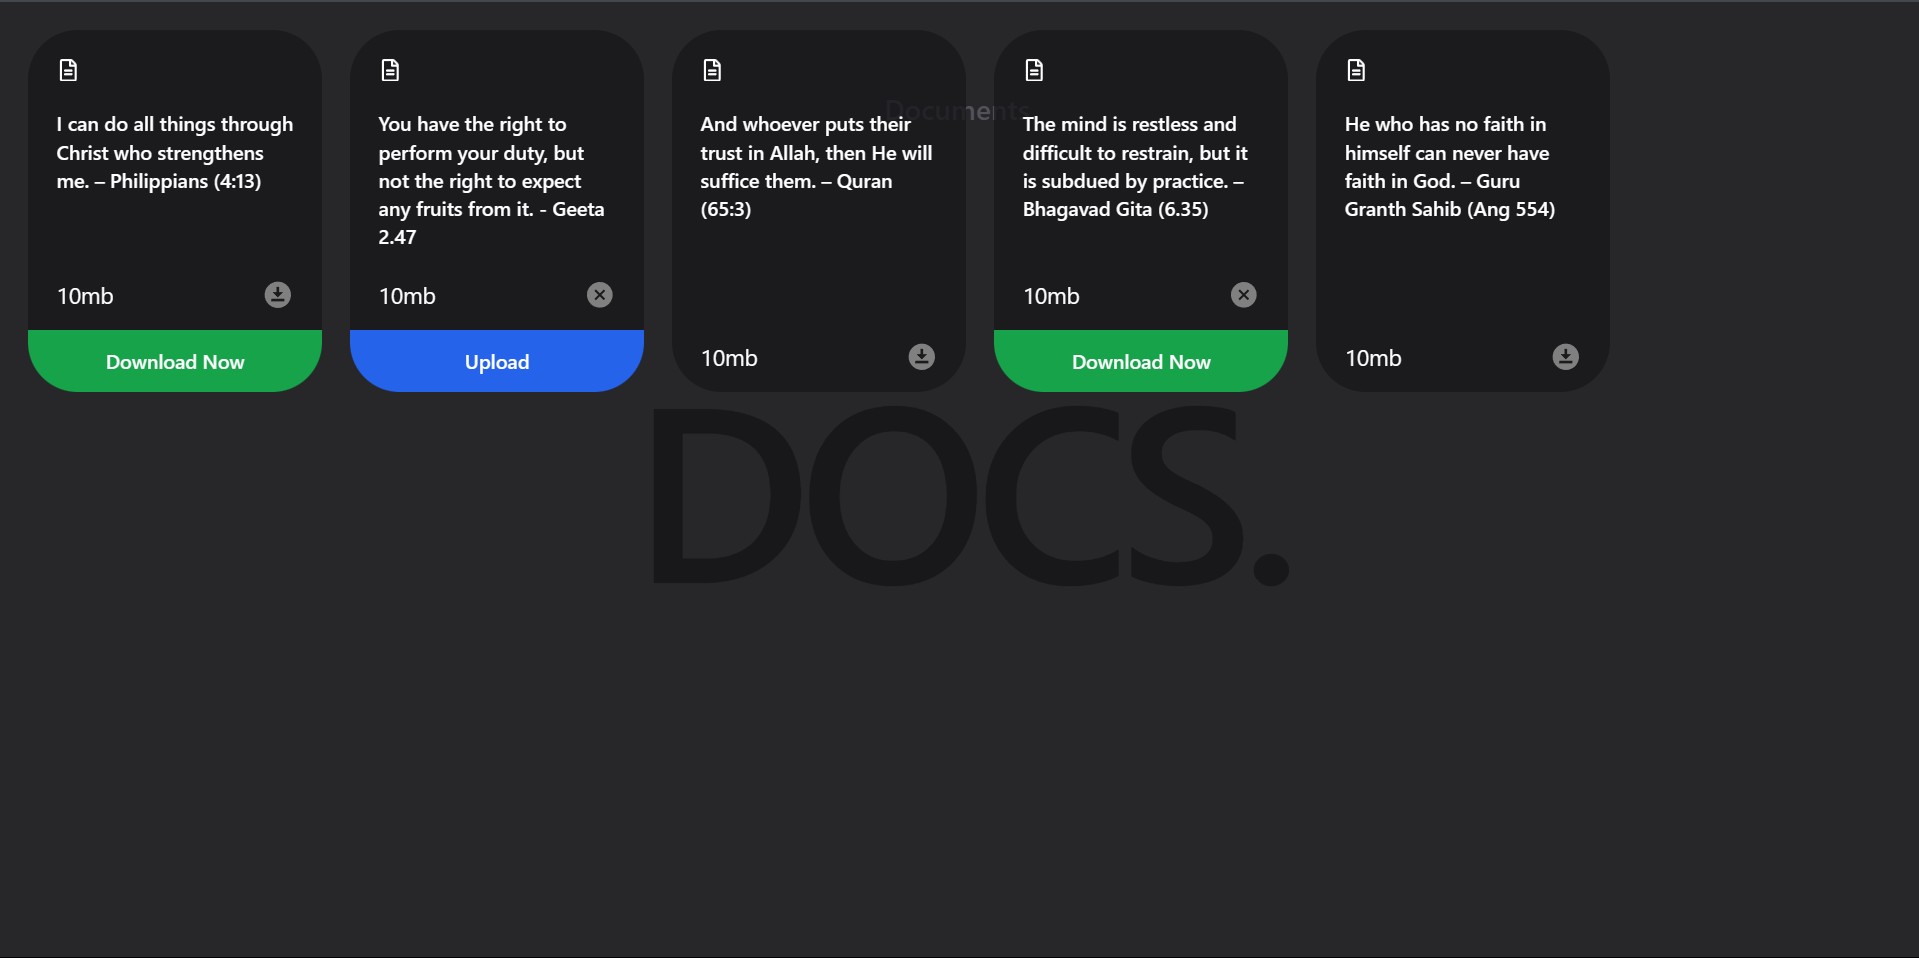 Documents
I can do all things through
Christ who strengthens
me. – Philippians (4:13)
10mb
Download Now
You have the right to
perform your duty, but
not the right to expect
any fruits from it. - Geeta
2.47
10mb
Upload
And whoever puts their
trust in Allah, then He will
suffice them. – Quran
(65:3)
10mb
The mind is restless and
difficult to restrain, but it
is subdued by practice. –
Bhagavad Gita (6.35)
10mb
Download Now
He who has no faith in
himself can never have
faith in God. – Guru
Granth Sahib (Ang 554)
10mb
DOCS.